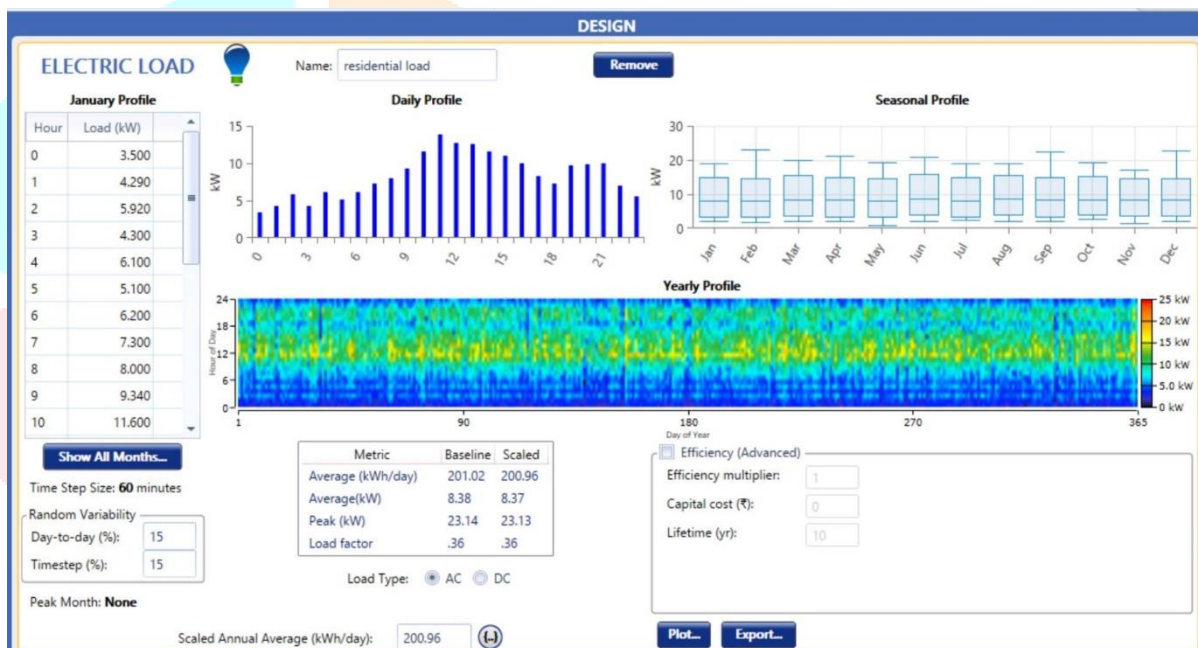 DESIGN
ELECTRIC LOAD
Name: residential load
Remove
January Profile
Hour Load (kW)
0 3.500
1 4.290
2 5.920
3 4.300
4 6.100
5 5.100
6 6.200
7 7.300
8 8.000
9 9.340
10 11.600
Show All Months...
Time Step Size: 60 minutes
Random Variability
Day-to-day (%): 15
Timestep (%): 15
Peak Month: None
Daily Profile
kW
15
10
5
0
0 3 6 9 12 15 18 21
Seasonal Profile
kW
30
20
10
0
Jan Feb Mar Apr May Jun Jul Aug Sep Oct Nov Dec
Yearly Profile
Hour of Day
24
18
12
6
0
1 90 180 270 365
Day of Year
25 kW
20 kW
15 kW
10 kW
5.0 kW
0 kW
Metric Baseline Scaled
Average (kWh/day) 201.02 200.96
Average(kW) 8.38 8.37
Peak (kW) 23.14 23.13
Load factor .36 .36
Load Type: AC DC
Scaled Annual Average (kWh/day): 200.96 {..}
Efficiency (Advanced)
Efficiency multiplier: 1
Capital cost (₹): 0
Lifetime (yr): 10
Plot... Export...